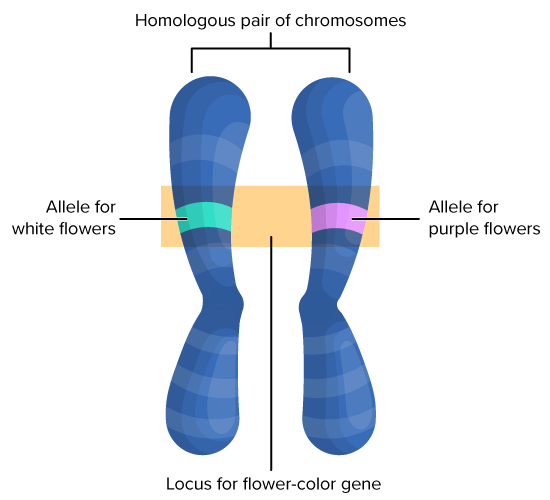 Homologous pair of chromosomes
Allele for
white flowers
Allele for
purple flowers
Locus for flower-color gene